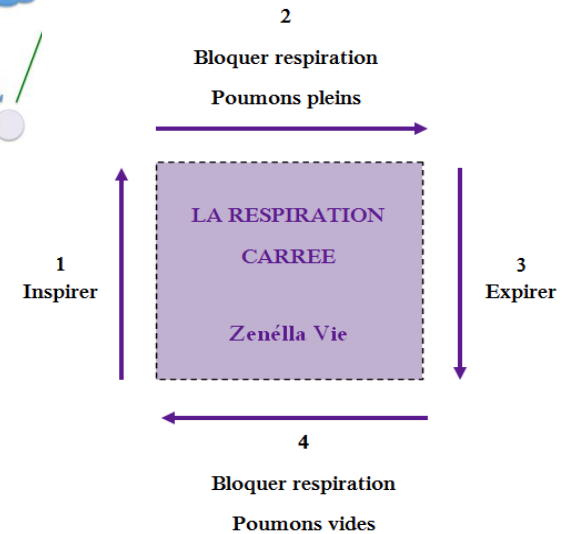 2
Bloquer respiration
Poumons pleins
LA RESPIRATION
CARREE
Zenélla Vie
1
Inspirer
3
Expirer
4
Bloquer respiration
Poumons vides